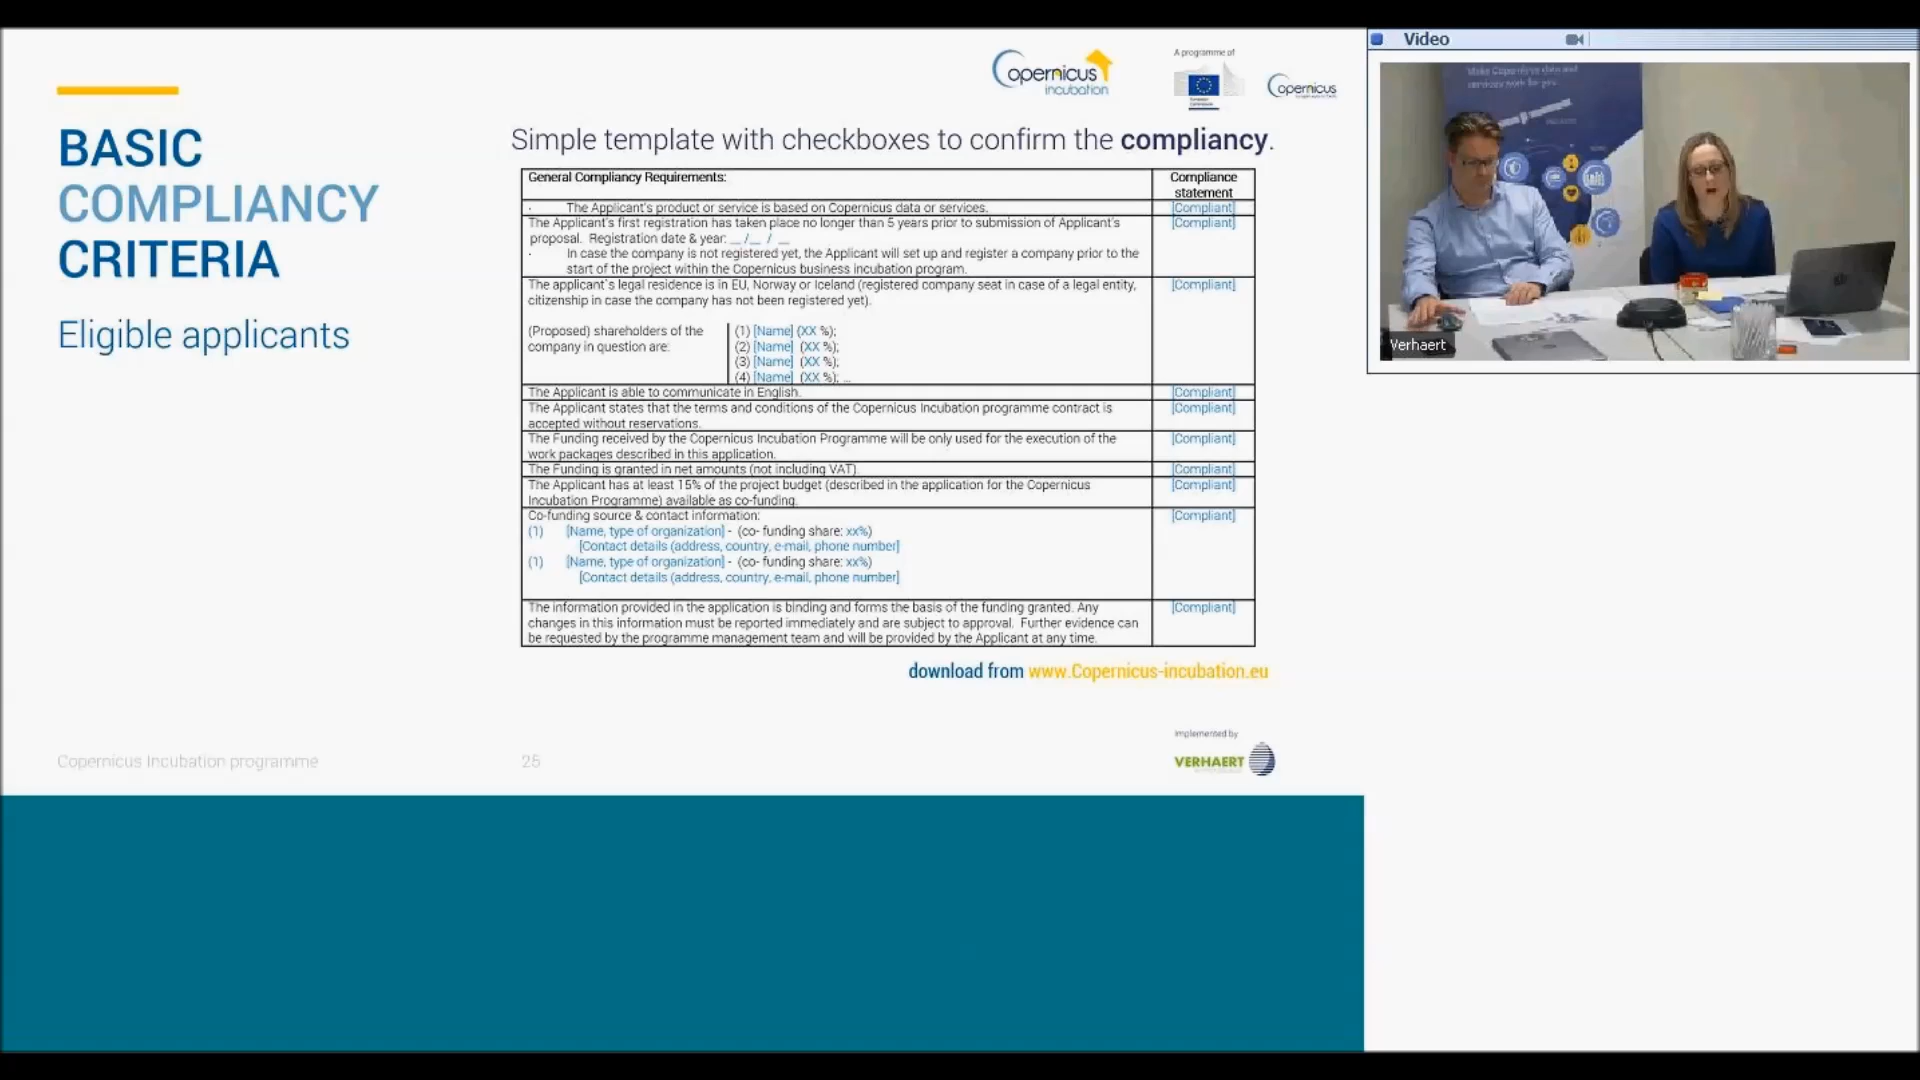 BASIC
COMPLIANCY
CRITERIA
Eligible applicants
Copernicus
incubation
A programme of
Copernicus
Simple template with checkboxes to confirm the compliancy.
General Compliancy Requirements:
Compliance
statement
· The Applicant's product or service is based on Copernicus data or services.
[Compliant]
The Applicant's first registration has taken place no longer than 5 years prior to submission of Applicant's
proposal. Registration date & year: __ /__ / __
· In case the company is not registered yet, the Applicant will set up and register a company prior to the
start of the project within the Copernicus business incubation program.
[Compliant]
The applicant's legal residence is in EU, Norway or Iceland (registered company seat in case of a legal entity,
citizenship in case the company has not been registered yet).
[Compliant]
(Proposed) shareholders of the
company in question are:
(1) [Name] (XX %);
(2) [Name] (XX %);
(3) [Name] (XX %);
(4) [Name] (XX %); ...
The Applicant is able to communicate in English.
[Compliant]
The Applicant states that the terms and conditions of the Copernicus Incubation programme contract is
accepted without reservations.
[Compliant]
The Funding received by the Copernicus Incubation Programme will be only used for the execution of the
work packages described in this application.
[Compliant]
The Funding is granted in net amounts (not including VAT).
[Compliant]
The Applicant has at least 15% of the project budget (described in the application for the Copernicus
Incubation Programme) available as co-funding.
[Compliant]
Co-funding source & contact information:
[Compliant]
(1) [Name, type of organization] - (co- funding share: xx%)
[Contact details (address, country, e-mail, phone number]
(1) [Name, type of organization] - (co- funding share: xx%)
[Contact details (address, country, e-mail, phone number]
The information provided in the application is binding and forms the basis of the funding granted. Any
changes in this information must be reported immediately and are subject to approval. Further evidence can
be requested by the programme management team and will be provided by the Applicant at any time.
[Compliant]
download from www.Copernicus-incubation.eu
Copernicus Incubation programme
25
Implemented by
VERHAERT
Video
Make Copernicus data and
services work for you
Verhaert